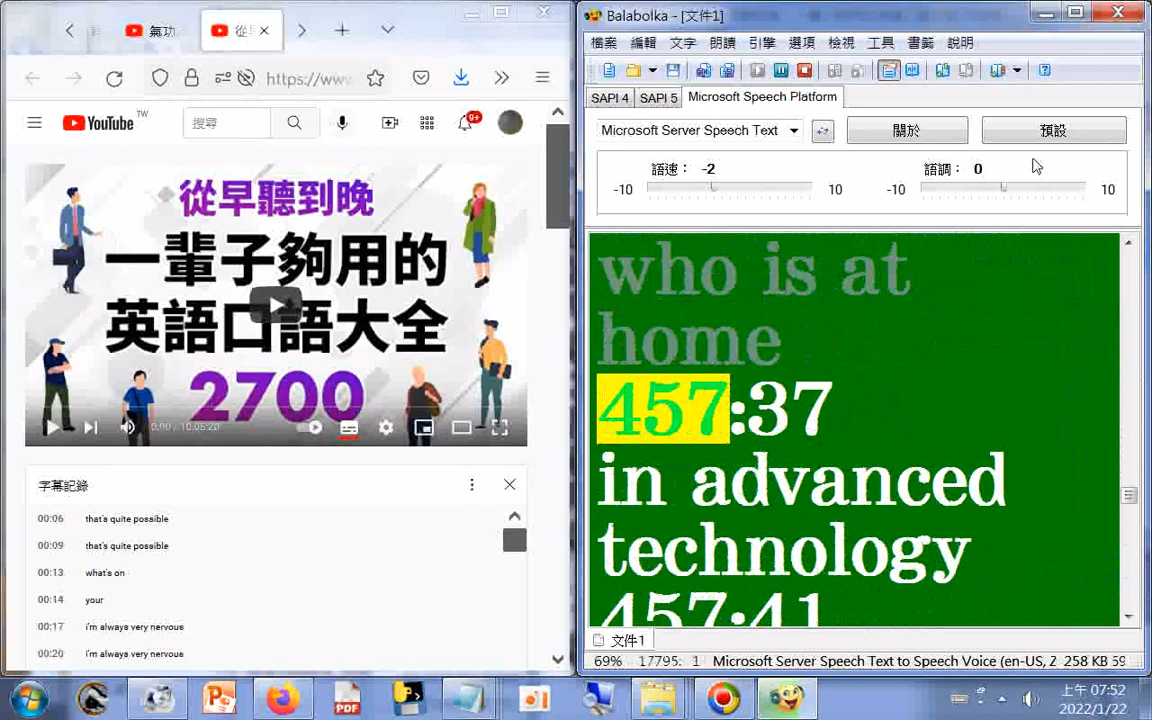 氣功
從
https://www
YouTube TW
搜尋
9+
從早聽到晚
一輩子夠用的
英語口語大全
2700
0:00 / 10:05:20
字幕記錄
00:06 that's quite possible
00:09 that's quite possible
00:13 what's on
00:14 your
00:17 i'm always very nervous
00:20 i'm always very nervous
Balabolka - [文件1]
檔案 編輯 文字 朗讀 引擎 選項 檢視 工具 書籤 說明
SAPI 4 SAPI 5 Microsoft Speech Platform
Microsoft Server Speech Text 關於 預設
語速： -2 語調： 0
-10 10 -10 10
who is at
home
457:37
in advanced
technology
457:41
文件1
69% 17795: 1 Microsoft Server Speech Text to Speech Voice (en-US, Z 258 KB 59
PDF
上午 07:52
2022/1/22